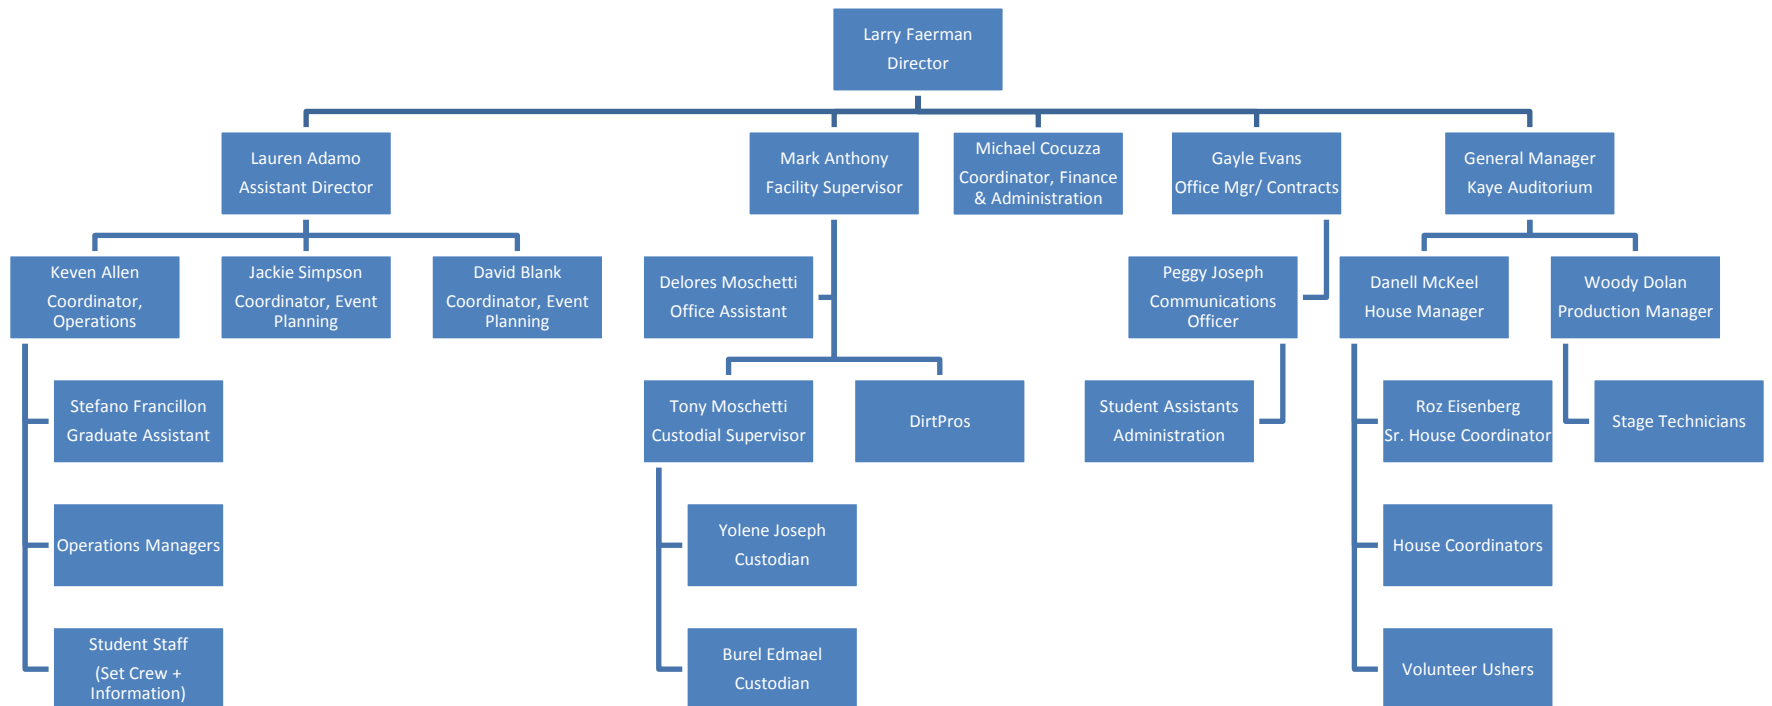 Larry Faerman
Director
Lauren Adamo
Assistant Director
Mark Anthony
Facility Supervisor
Michael Cocuzza
Coordinator, Finance
& Administration
Gayle Evans
Office Mgr/ Contracts
General Manager
Kaye Auditorium
Keven Allen
Coordinator,
Operations
Jackie Simpson
Coordinator, Event
Planning
David Blank
Coordinator, Event
Planning
Delores Moschetti
Office Assistant
Peggy Joseph
Communications
Officer
Danell McKeel
House Manager
Woody Dolan
Production Manager
Stefano Francillon
Graduate Assistant
Tony Moschetti
Custodial Supervisor
DirtPros
Student Assistants
Administration
Roz Eisenberg
Sr. House Coordinator
Stage Technicians
Operations Managers
Yolene Joseph
Custodian
House Coordinators
Student Staff
(Set Crew +
Information)
Burel Edmael
Custodian
Volunteer Ushers